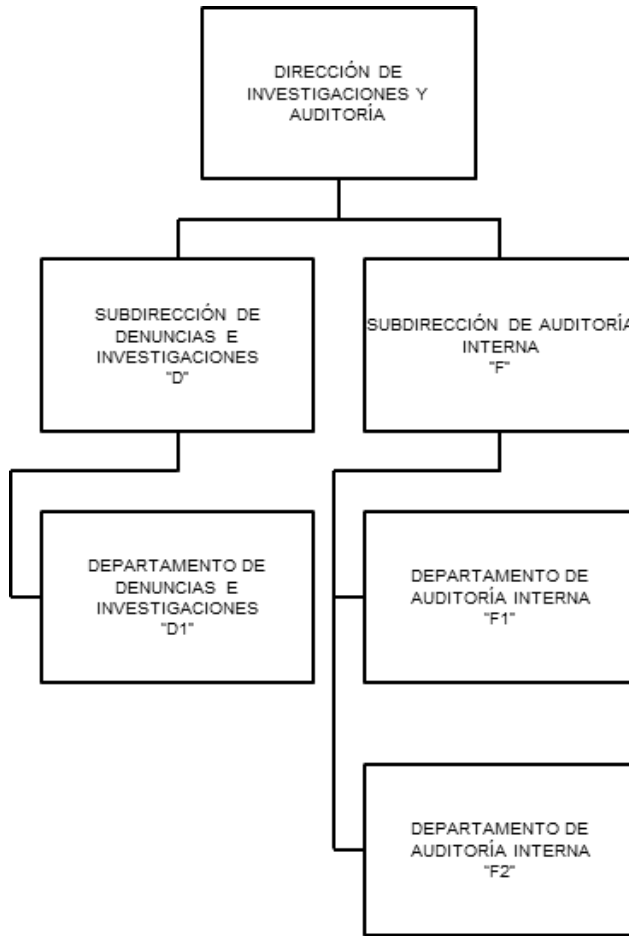 DIRECCIÓN DE
INVESTIGACIONES Y
AUDITORÍA
SUBDIRECCIÓN DE
DENUNCIAS E
INVESTIGACIONES
"D"
SUBDIRECCIÓN DE AUDITORÍA
INTERNA
"F"
DEPARTAMENTO DE
DENUNCIAS E
INVESTIGACIONES
"D1"
DEPARTAMENTO DE
AUDITORÍA INTERNA
"F1"
DEPARTAMENTO DE
AUDITORÍA INTERNA
"F2"